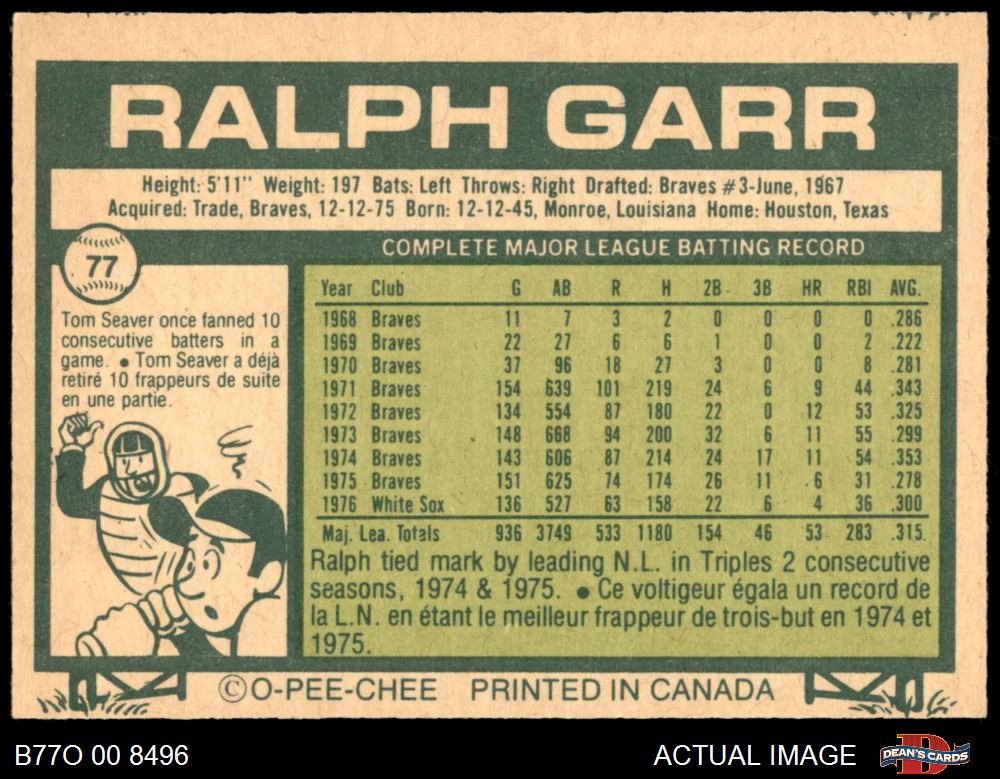 RALPH GARR
Height: 5'11" Weight: 197 Bats: Left Throws: Right Drafted: Braves #3-June, 1967
Acquired: Trade, Braves, 12-12-75 Born: 12-12-45, Monroe, Louisiana Home: Houston, Texas
77
Tom Seaver once fanned 10
consecutive batters in a
game. • Tom Seaver a déjà
retiré 10 frappeurs de suite
en une partie.
COMPLETE MAJOR LEAGUE BATTING RECORD
Year Club G AB R H 2B 3B HR RBI AVG.
1968 Braves 11 7 3 2 0 0 0 0 .286
1969 Braves 22 27 6 6 1 0 0 2 .222
1970 Braves 37 96 18 27 3 0 0 8 .281
1971 Braves 154 639 101 219 24 6 9 44 .343
1972 Braves 134 554 87 180 22 0 12 53 .325
1973 Braves 148 668 94 200 32 6 11 55 .299
1974 Braves 143 606 87 214 24 17 11 54 .353
1975 Braves 151 625 74 174 26 11 6 31 .278
1976 White Sox 136 527 63 158 22 6 4 36 .300
Maj. Lea. Totals 936 3749 533 1180 154 46 53 283 .315
Ralph tied mark by leading N.L. in Triples 2 consecutive
seasons, 1974 & 1975. • Ce voltigeur égala un record de
la L.N. en étant le meilleur frappeur de trois-but en 1974 et
1975.
©O-PEE-CHEE PRINTED IN CANADA
B77O 00 8496
ACTUAL IMAGE
DEAN'S CARDS